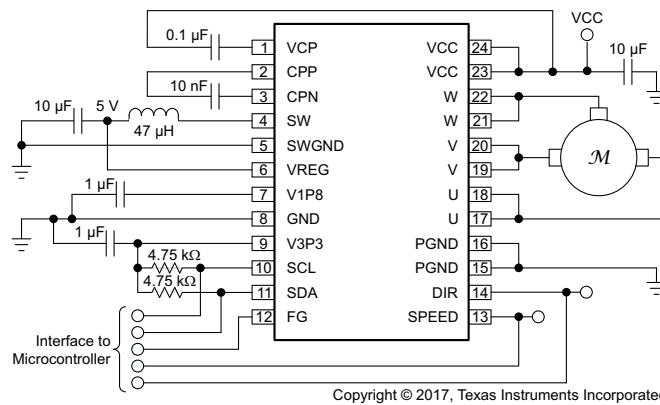 VCC
0.1 µF
10 µF
1 VCP VCC 24
2 CPP VCC 23
10 nF
3 CPN W 22
10 µF 5 V
47 µH
4 SW W 21
5 SWGND V 20
M
6 VREG V 19
1 µF
7 V1P8 U 18
8 GND U 17
1 µF
9 V3P3 PGND 16
4.75 kΩ
10 SCL PGND 15
4.75 kΩ
11 SDA DIR 14
12 FG SPEED 13
Interface to
Microcontroller
Copyright © 2017, Texas Instruments Incorporated